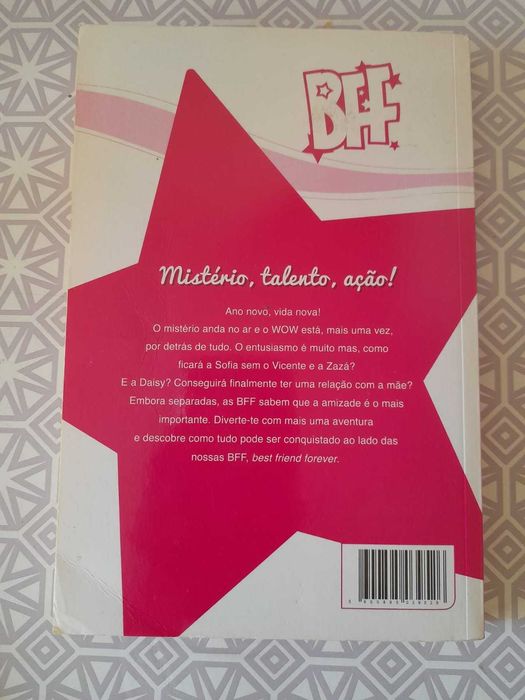 BFF
Mistério, talento, ação!
Ano novo, vida nova!
O mistério anda no ar e o WOW está, mais uma vez,
por detrás de tudo. O entusiasmo é muito mas, como
ficará a Sofia sem o Vicente e a Zazá?
E a Daisy? Conseguirá finalmente ter uma relação com a mãe?
Embora separadas, as BFF sabem que a amizade é o mais
importante. Diverte-te com mais uma aventura
e descobre como tudo pode ser conquistado ao lado das
nossas BFF, best friend forever.